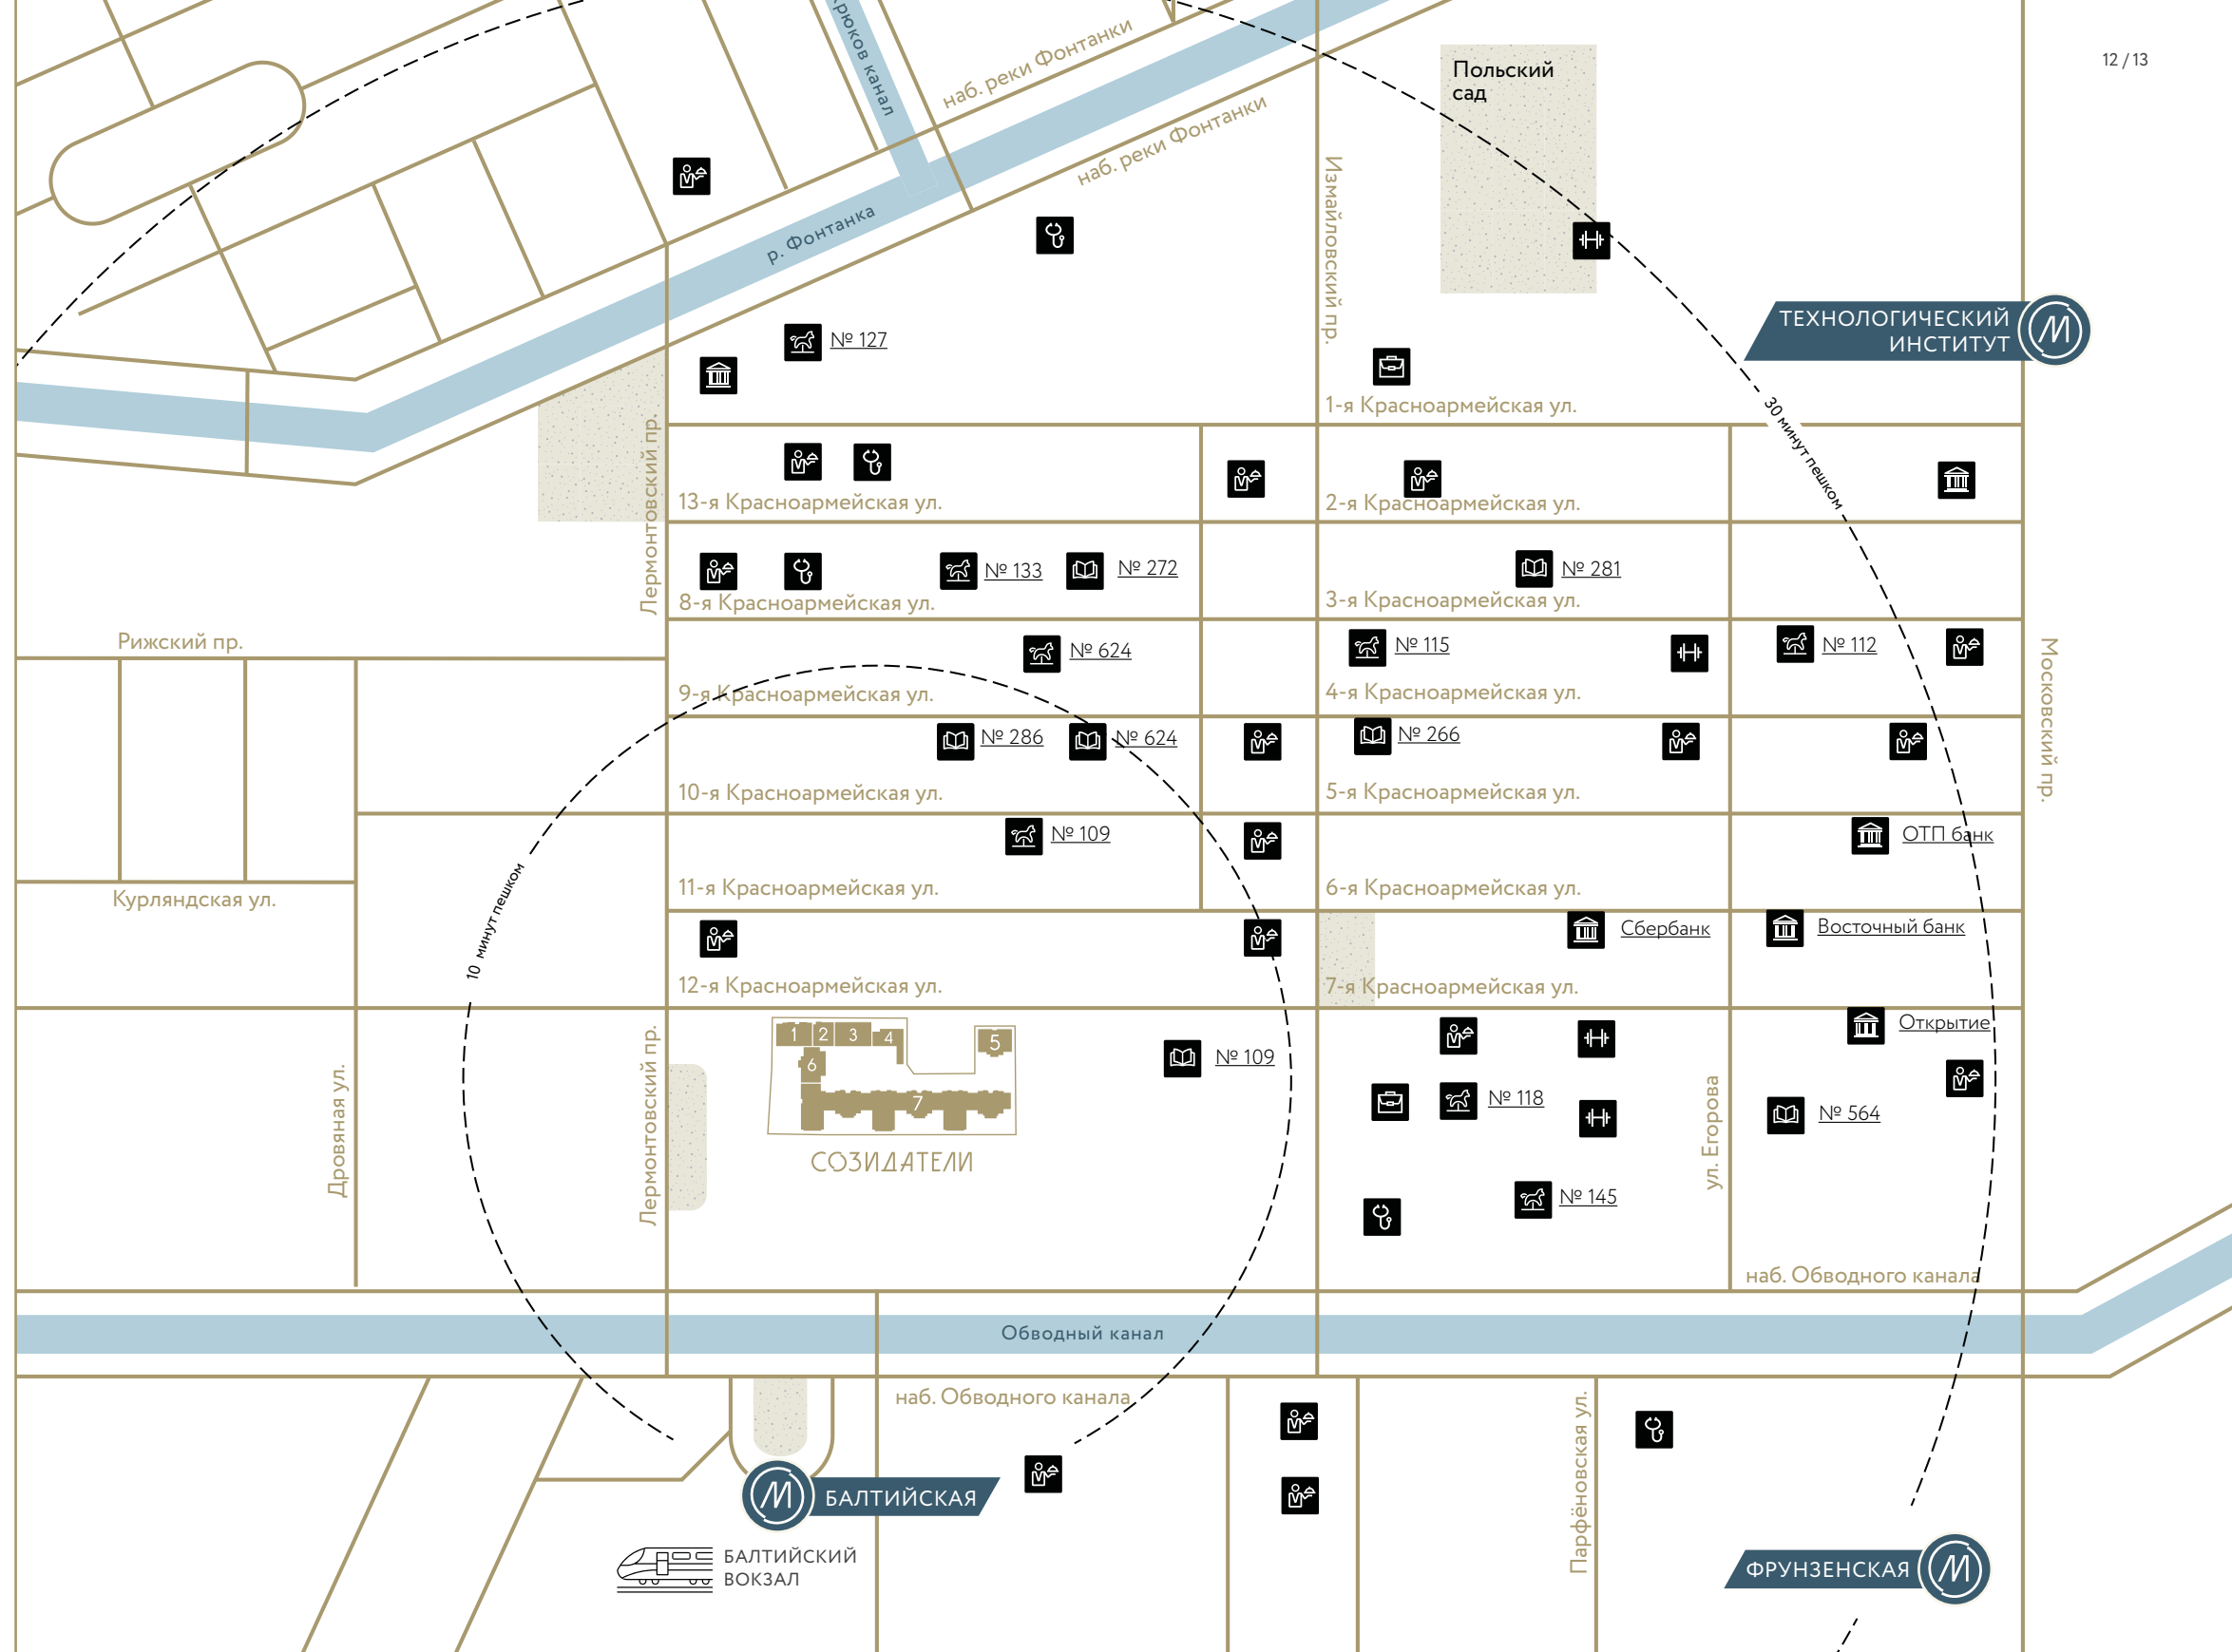 12 / 13
Крюков канал
наб. реки Фонтанки
Польский
сад
наб. реки Фонтанки
р. Фонтанка
Измайловский пр.
ТЕХНОЛОГИЧЕСКИЙ
ИНСТИТУТ
№ 127
1-я Красноармейская ул.
30 минут пешком
Лермонтовский пр.
13-я Красноармейская ул.
2-я Красноармейская ул.
№ 133
№ 272
№ 281
8-я Красноармейская ул.
3-я Красноармейская ул.
Рижский пр.
№ 624
№ 115
№ 112
Московский пр.
9-я Красноармейская ул.
4-я Красноармейская ул.
№ 286
№ 624
№ 266
10-я Красноармейская ул.
5-я Красноармейская ул.
№ 109
ОТП банк
11-я Красноармейская ул.
6-я Красноармейская ул.
Курляндская ул.
10 минут пешком
Сбербанк
Восточный банк
12-я Красноармейская ул.
7-я Красноармейская ул.
Открытие
1
2
3
4
5
6
7
№ 109
Дровяная ул.
Лермонтовский пр.
№ 118
ул. Егорова
№ 564
СОЗИДАТЕЛИ
№ 145
наб. Обводного канала
Обводный канал
наб. Обводного канала
Парфёновская ул.
М
БАЛТИЙСКАЯ
БАЛТИЙСКИЙ
ВОКЗАЛ
ФРУНЗЕНСКАЯ
М